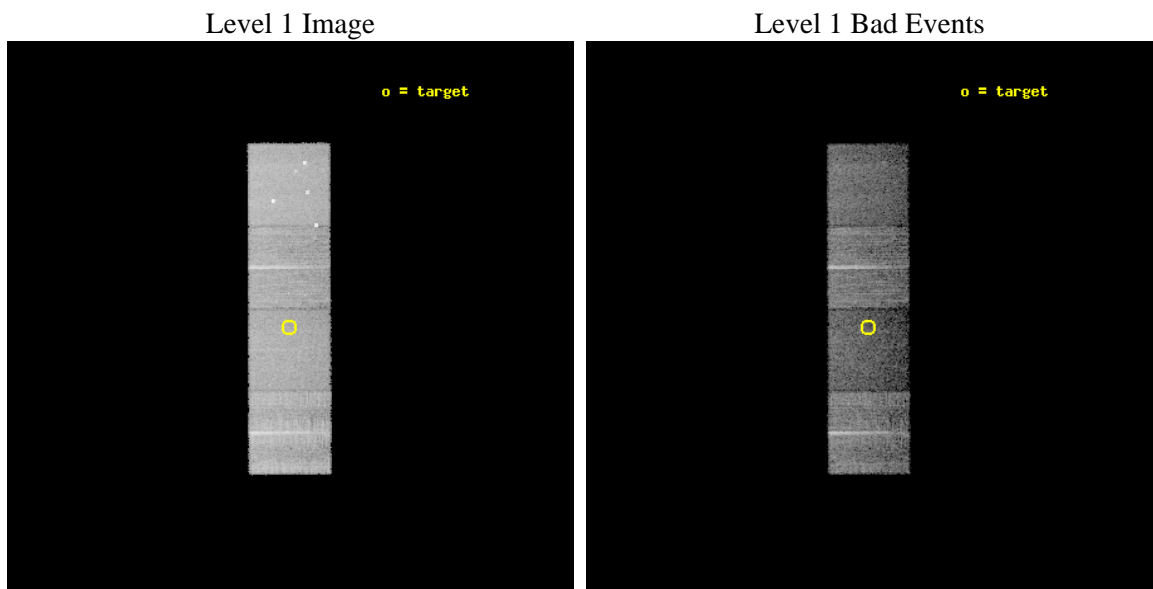 Level 1 Image
Level 1 Bad Events
o = target
o = target